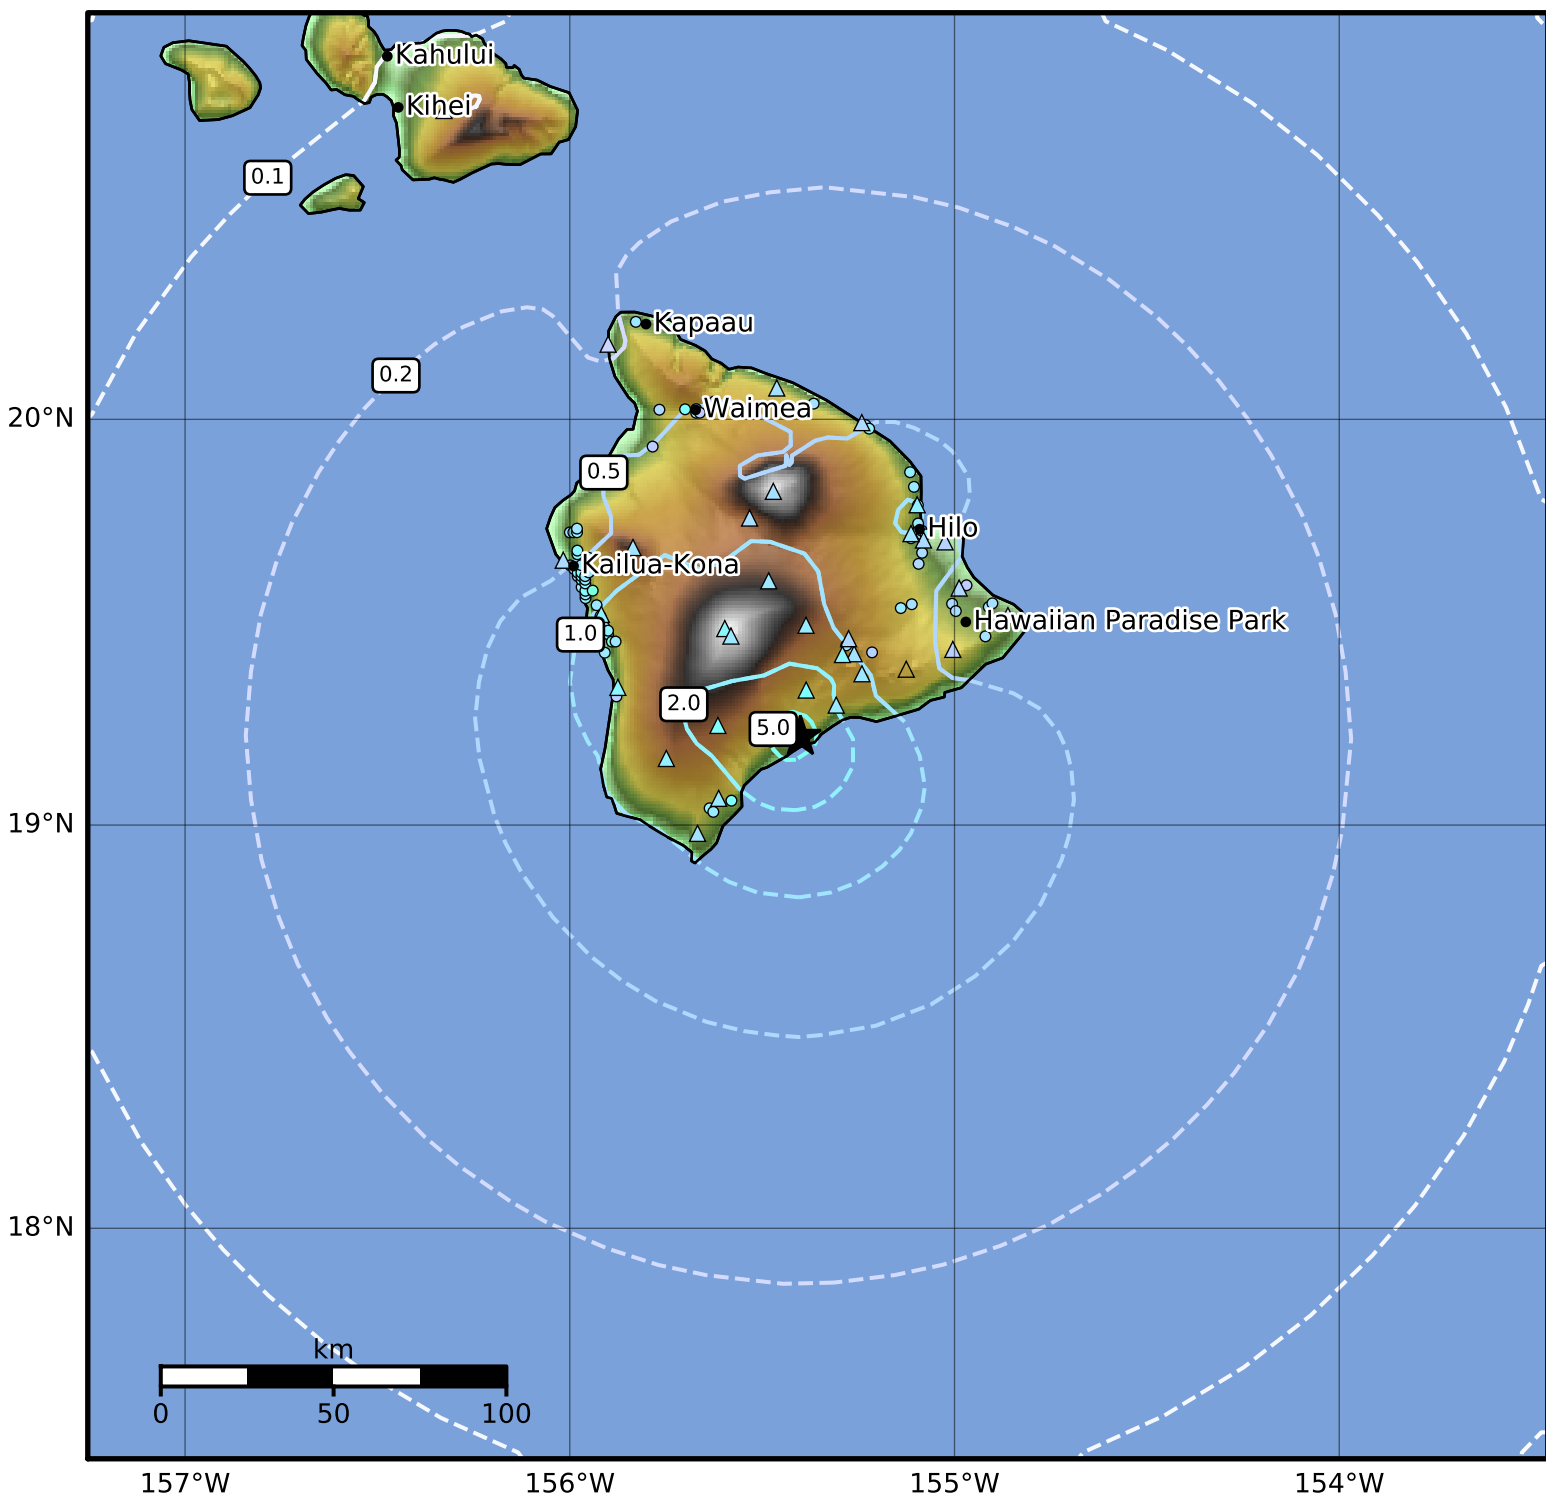 Kahului
Kihei
0.1
Kapaau
0.2
Waimea
20°N
0.5
Hilo
Kailua-Kona
Hawaiian Paradise Park
1.0
2.0
5.0
19°N
18°N
km
0 50 100
157°W 156°W 155°W 154°W